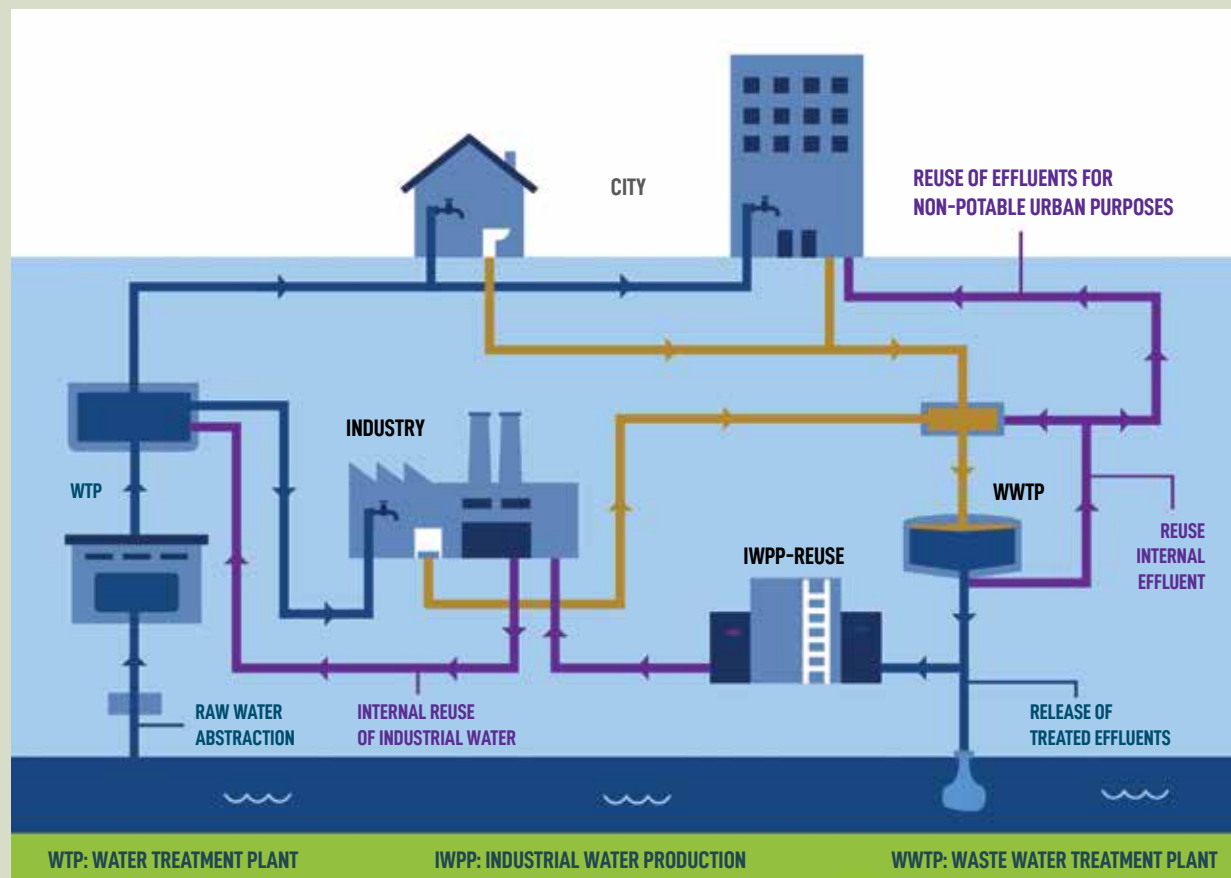 CITY
REUSE OF EFFLUENTS FOR
NON-POTABLE URBAN PURPOSES
INDUSTRY
WTP
WWTP
IWPP-REUSE
REUSE
INTERNAL
EFFLUENT
RAW WATER
ABSTRACTION
INTERNAL REUSE
OF INDUSTRIAL WATER
RELEASE OF
TREATED EFFLUENTS
WTP: WATER TREATMENT PLANT
IWPP: INDUSTRIAL WATER PRODUCTION
WWTP: WASTE WATER TREATMENT PLANT